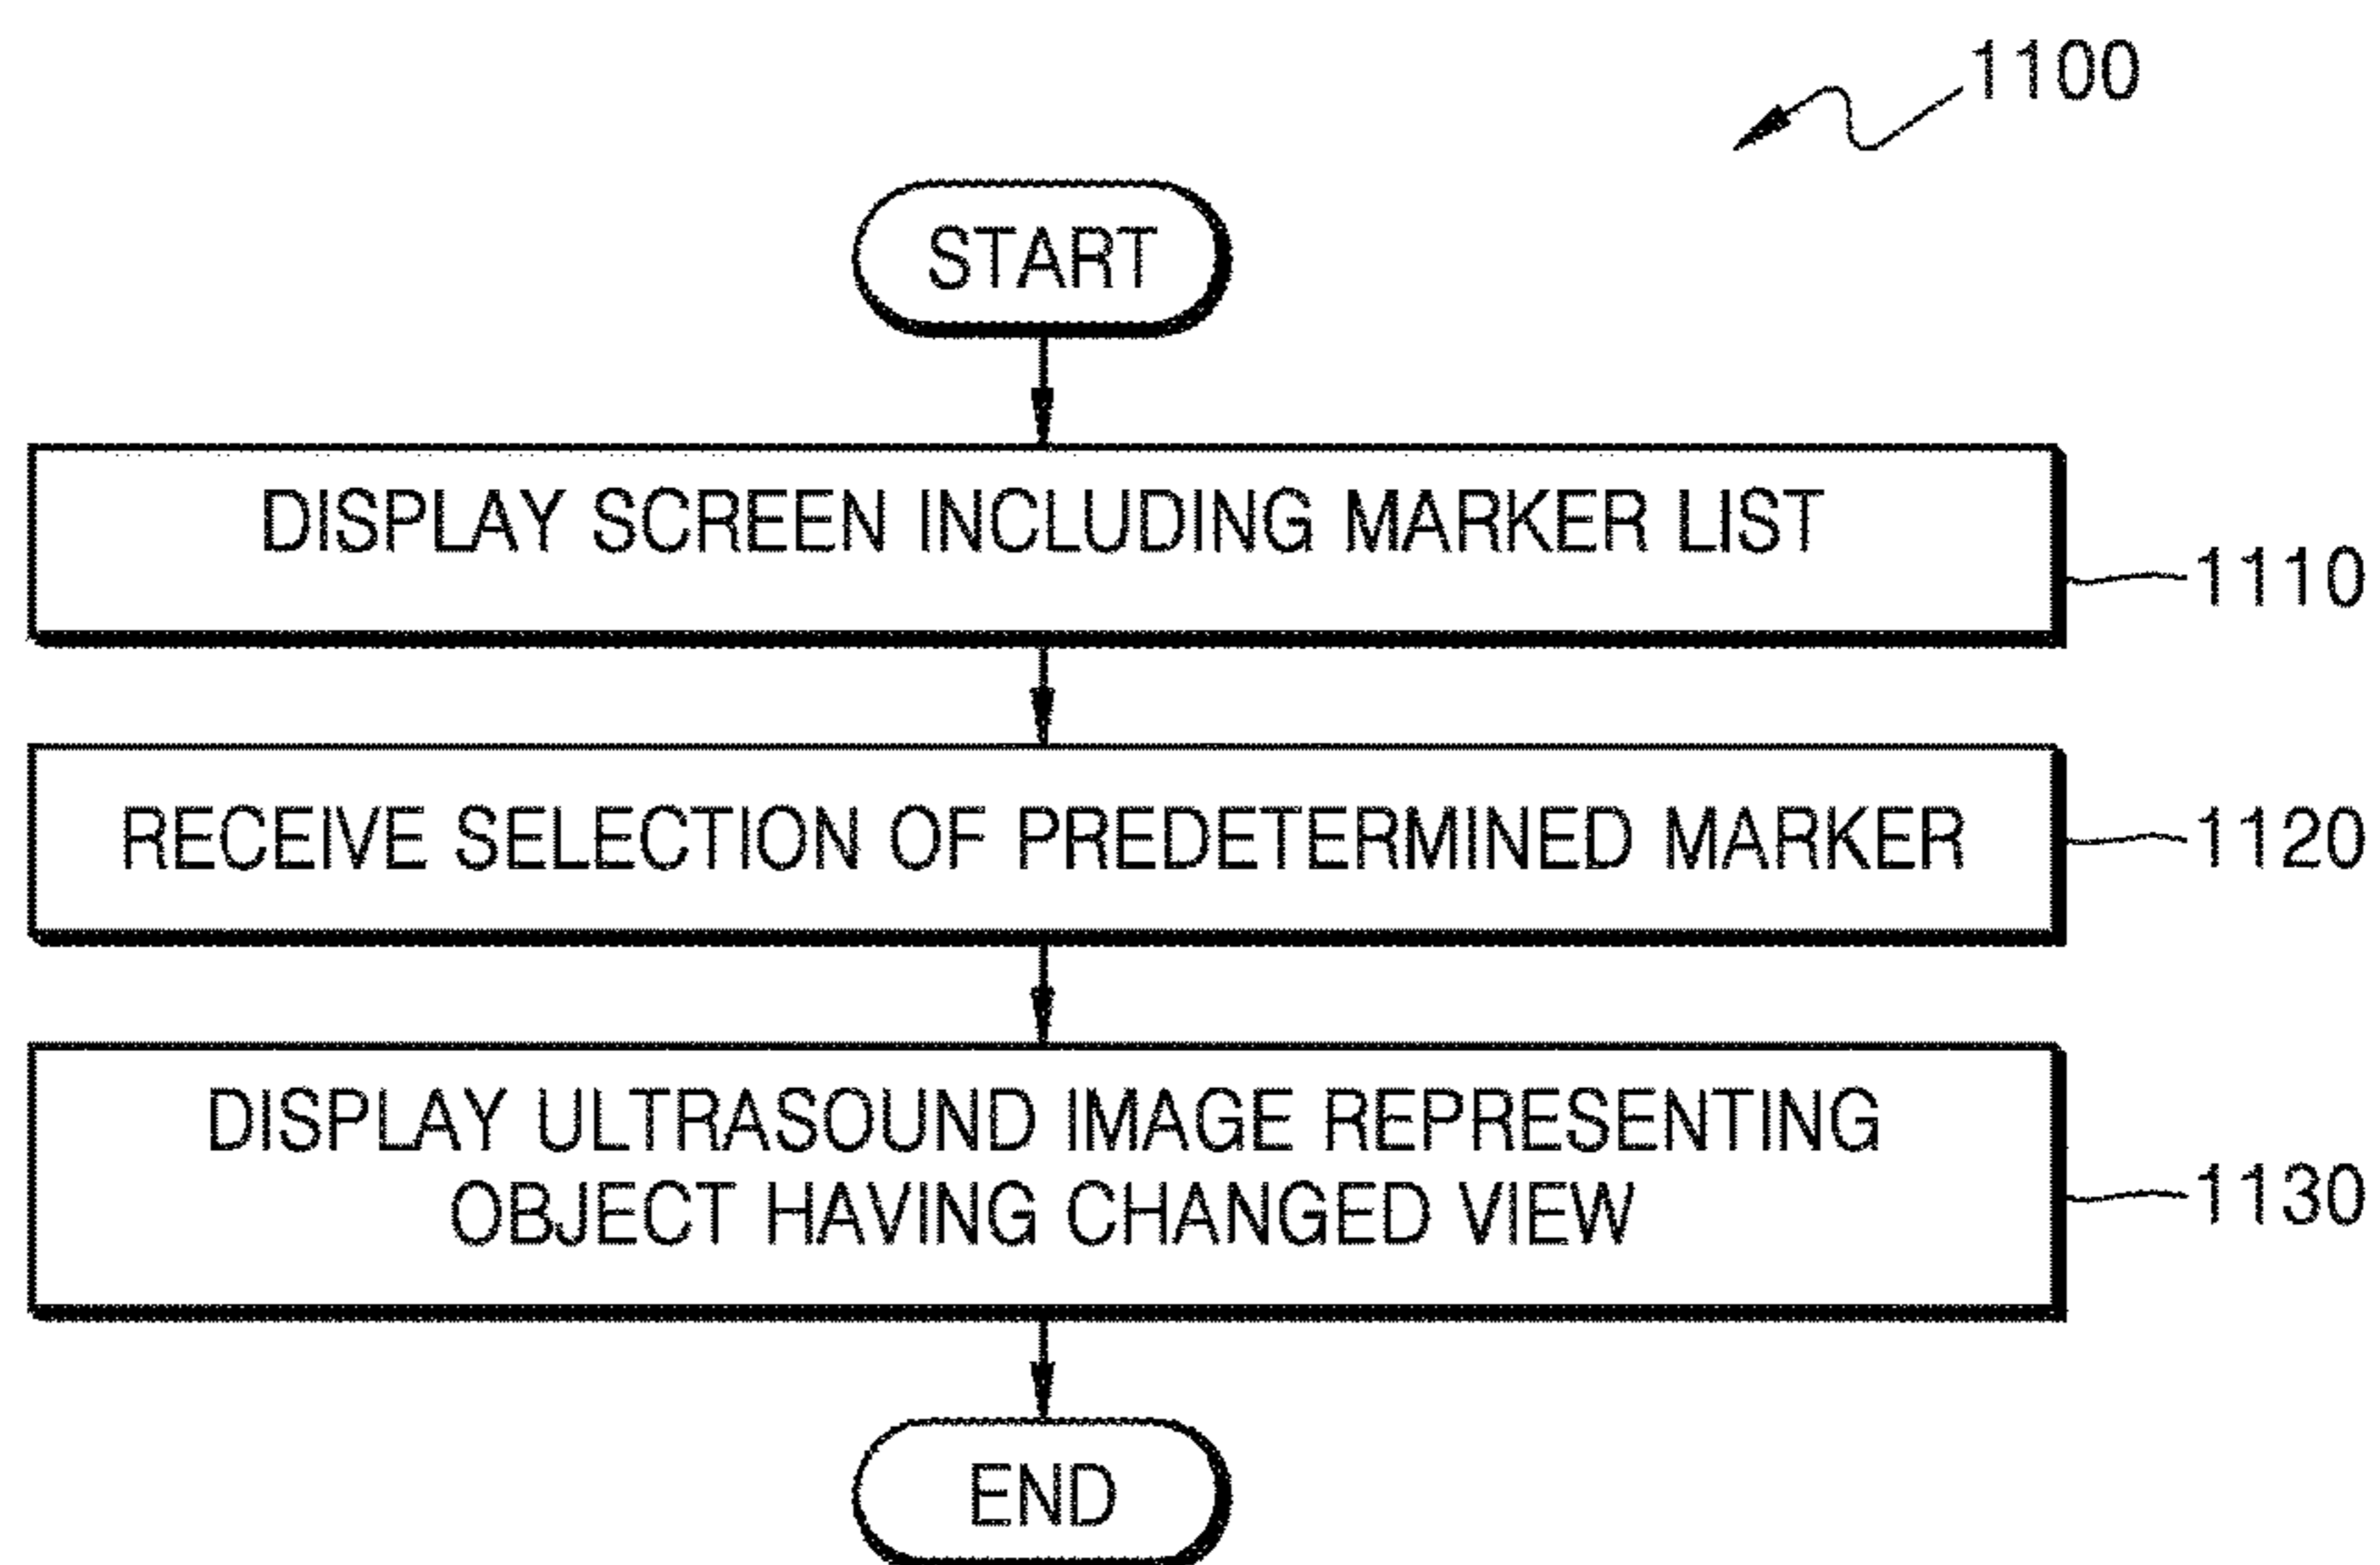 1100
START
DISPLAY SCREEN INCLUDING MARKER LIST
1110
RECEIVE SELECTION OF PREDETERMINED MARKER
1120
DISPLAY ULTRASOUND IMAGE REPRESENTING
OBJECT HAVING CHANGED VIEW
1130
END